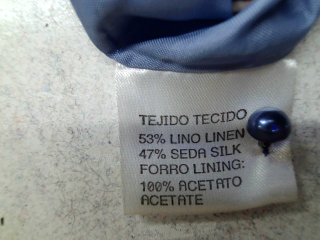 TEJIDO TECIDO
53% LINO LINEN
47% SEDA SILK
FORRO LINING:
100% ACETATO
ACETATE